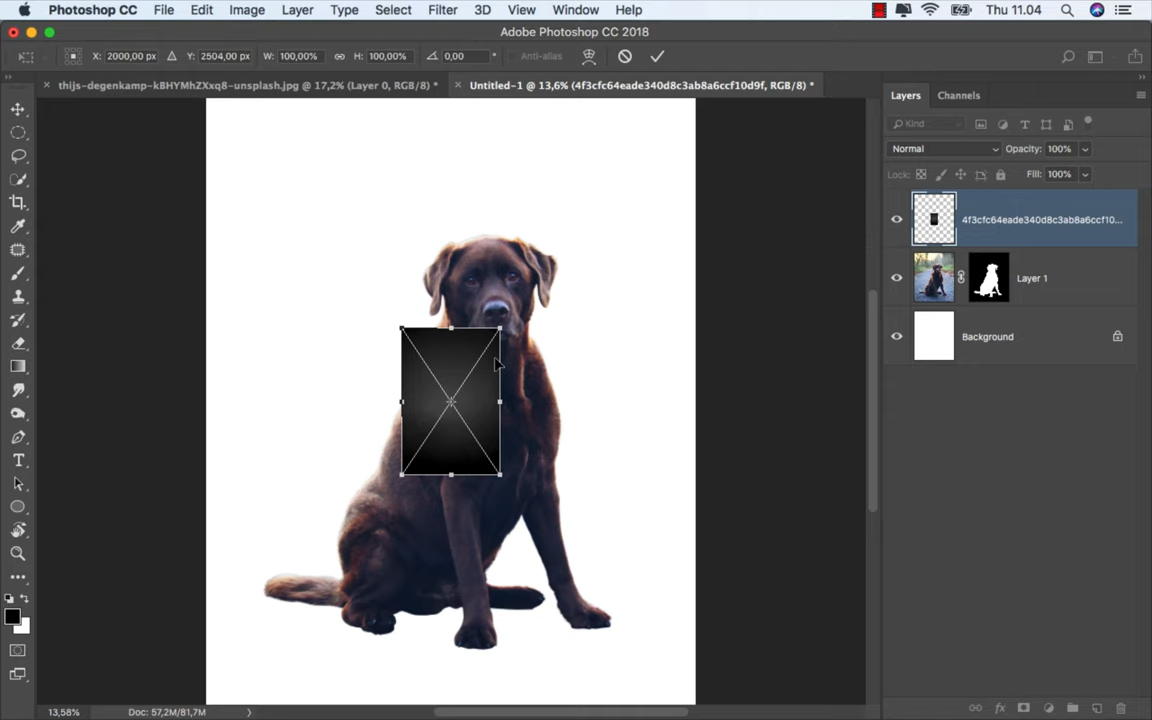 Photoshop CC File Edit Image Layer Type Select Filter 3D View Window Help Thu 11.04
Adobe Photoshop CC 2018
X: 2000,00 px Y: 2504,00 px W: 100,00% H: 100,00% 0,00 ° Anti-alias
thijs-degenkamp-kBHYMhZXxq8-unsplash.jpg @ 17,2% (Layer 0, RGB/8) * Untitled-1 @ 13,6% (4f3cfc64eade340d8c3ab8a6ccf10d9f, RGB/8) *
Layers Channels
Kind
Normal Opacity: 100%
Lock: Fill: 100%
4f3cfc64eade340d8c3ab8a6ccf10...
Layer 1
Background
13,58% Doc: 57,2M/81,7M